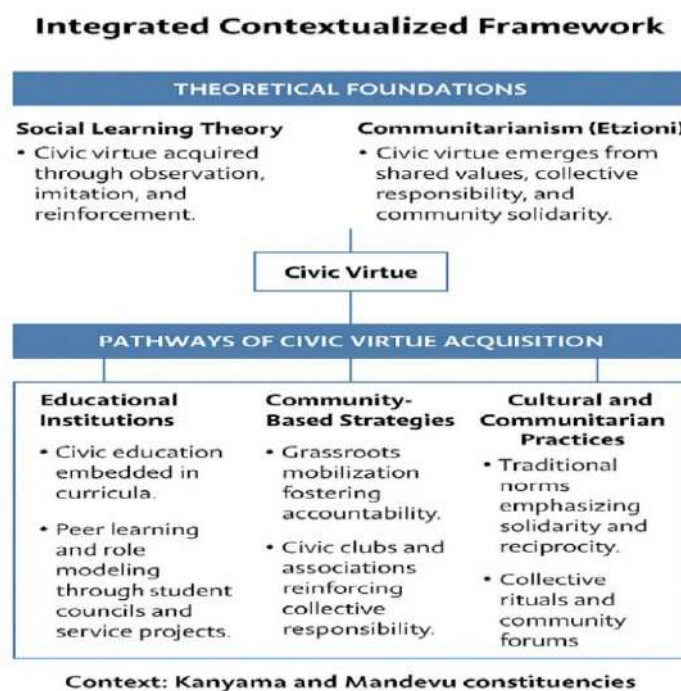 Integrated Contextualized Framework
THEORETICAL FOUNDATIONS
Social Learning Theory
• Civic virtue acquired
through observation,
imitation, and
reinforcement.
Communitarianism (Etzioni)
• Civic virtue emerges from
shared values, collective
responsibility, and
community solidarity.
Civic Virtue
PATHWAYS OF CIVIC VIRTUE ACQUISITION
Educational
Institutions
• Civic education
embedded in
curricula.
• Peer learning
and role
modeling
through student
councils and
service projects.
Community-
Based Strategies
• Grassroots
mobilization
fostering
accountability.
• Civic clubs and
associations
reinforcing
collective
responsibility.
Cultural and
Communitarian
Practices
• Traditional
norms
emphasizing
solidarity and
reciprocity.
• Collective
rituals and
community
forums
Context: Kanyama and Mandevu constituencies